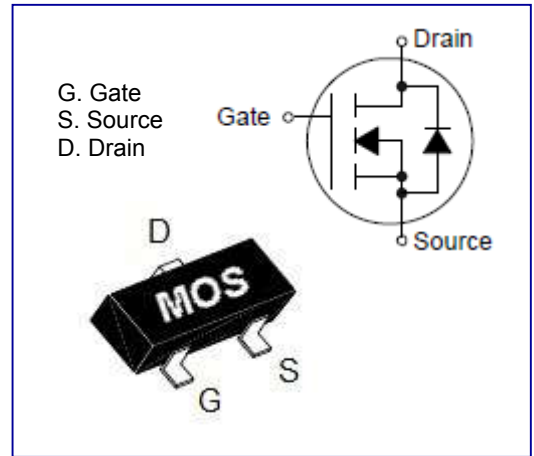 Drain
G. Gate
S. Source
D. Drain
Gate
Source
D
MOS
S
G